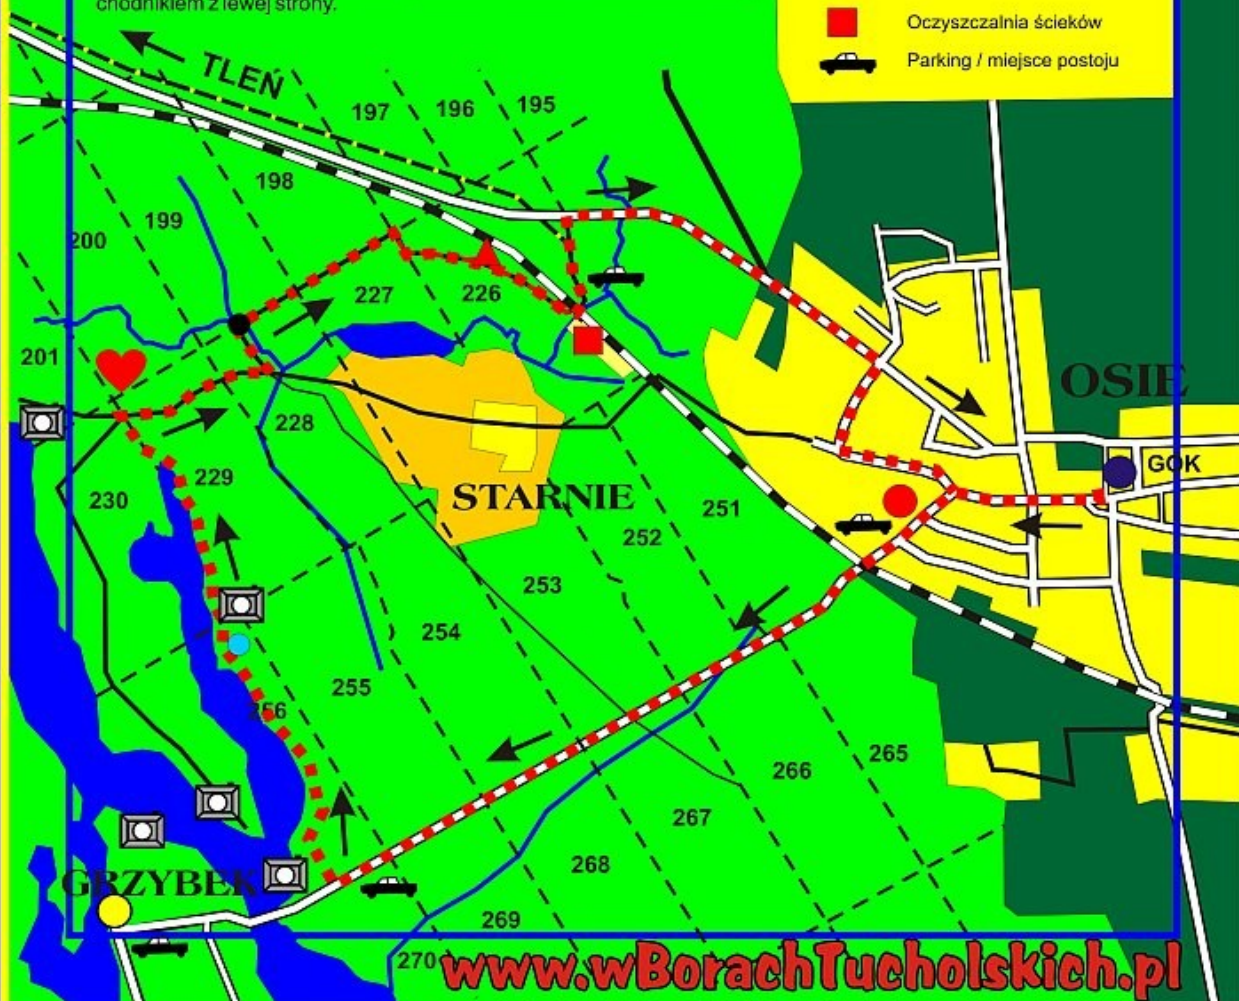 chodnikiem z lewej strony.
Oczyszczalnia ścieków
Parking / miejsce postoju
TLEŃ
197
196
195
198
199
200
227
226
201
OSIE
228
229
GOK
230
STARNIE
251
252
253
254
255
256
265
266
267
268
GRZYBEK
269
270
www.wBorachTucholskich.pl